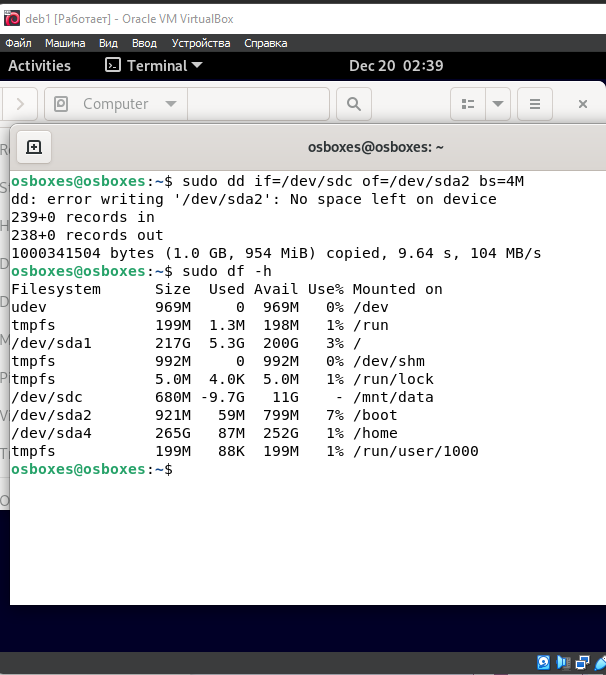 deb1 [Работает] - Oracle VM VirtualBox
Файл Машина Вид Ввод Устройства Справка
Activities Terminal Dec 20 02:39
Computer
osboxes@osboxes: ~
osboxes@osboxes:~$ sudo dd if=/dev/sdc of=/dev/sda2 bs=4M
dd: error writing '/dev/sda2': No space left on device
239+0 records in
238+0 records out
1000341504 bytes (1.0 GB, 954 MiB) copied, 9.64 s, 104 MB/s
osboxes@osboxes:~$ sudo df -h
Filesystem Size Used Avail Use% Mounted on
udev 969M 0 969M 0% /dev
tmpfs 199M 1.3M 198M 1% /run
/dev/sda1 217G 5.3G 200G 3% /
tmpfs 992M 0 992M 0% /dev/shm
tmpfs 5.0M 4.0K 5.0M 1% /run/lock
/dev/sdc 680M -9.7G 11G - /mnt/data
/dev/sda2 921M 59M 799M 7% /boot
/dev/sda4 265G 87M 252G 1% /home
tmpfs 199M 88K 199M 1% /run/user/1000
osboxes@osboxes:~$